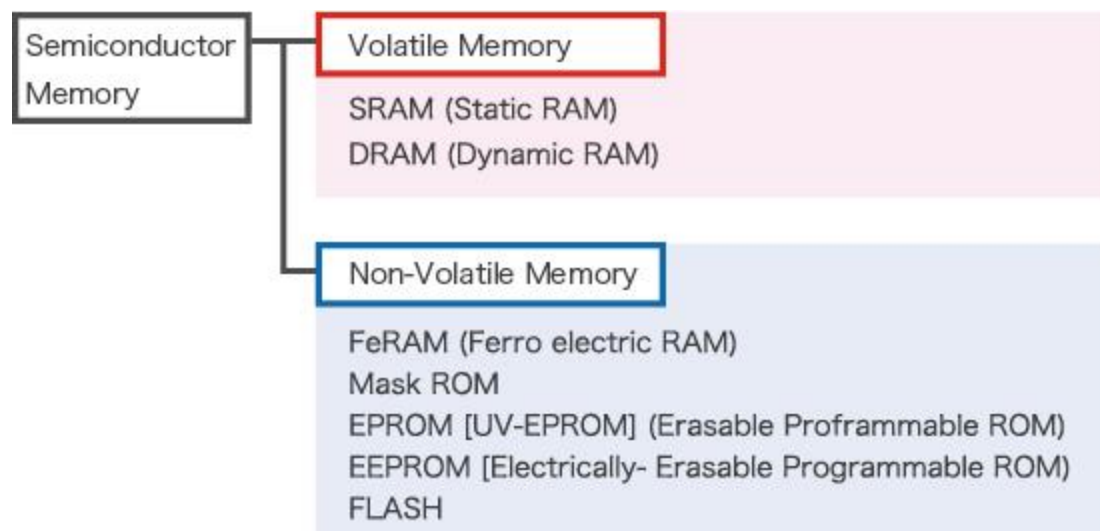 Semiconductor
Memory
Volatile Memory
SRAM (Static RAM)
DRAM (Dynamic RAM)
Non-Volatile Memory
FeRAM (Ferro electric RAM)
Mask ROM
EPROM [UV-EPROM] (Erasable Proframmable ROM)
EEPROM [Electrically- Erasable Programmable ROM)
FLASH